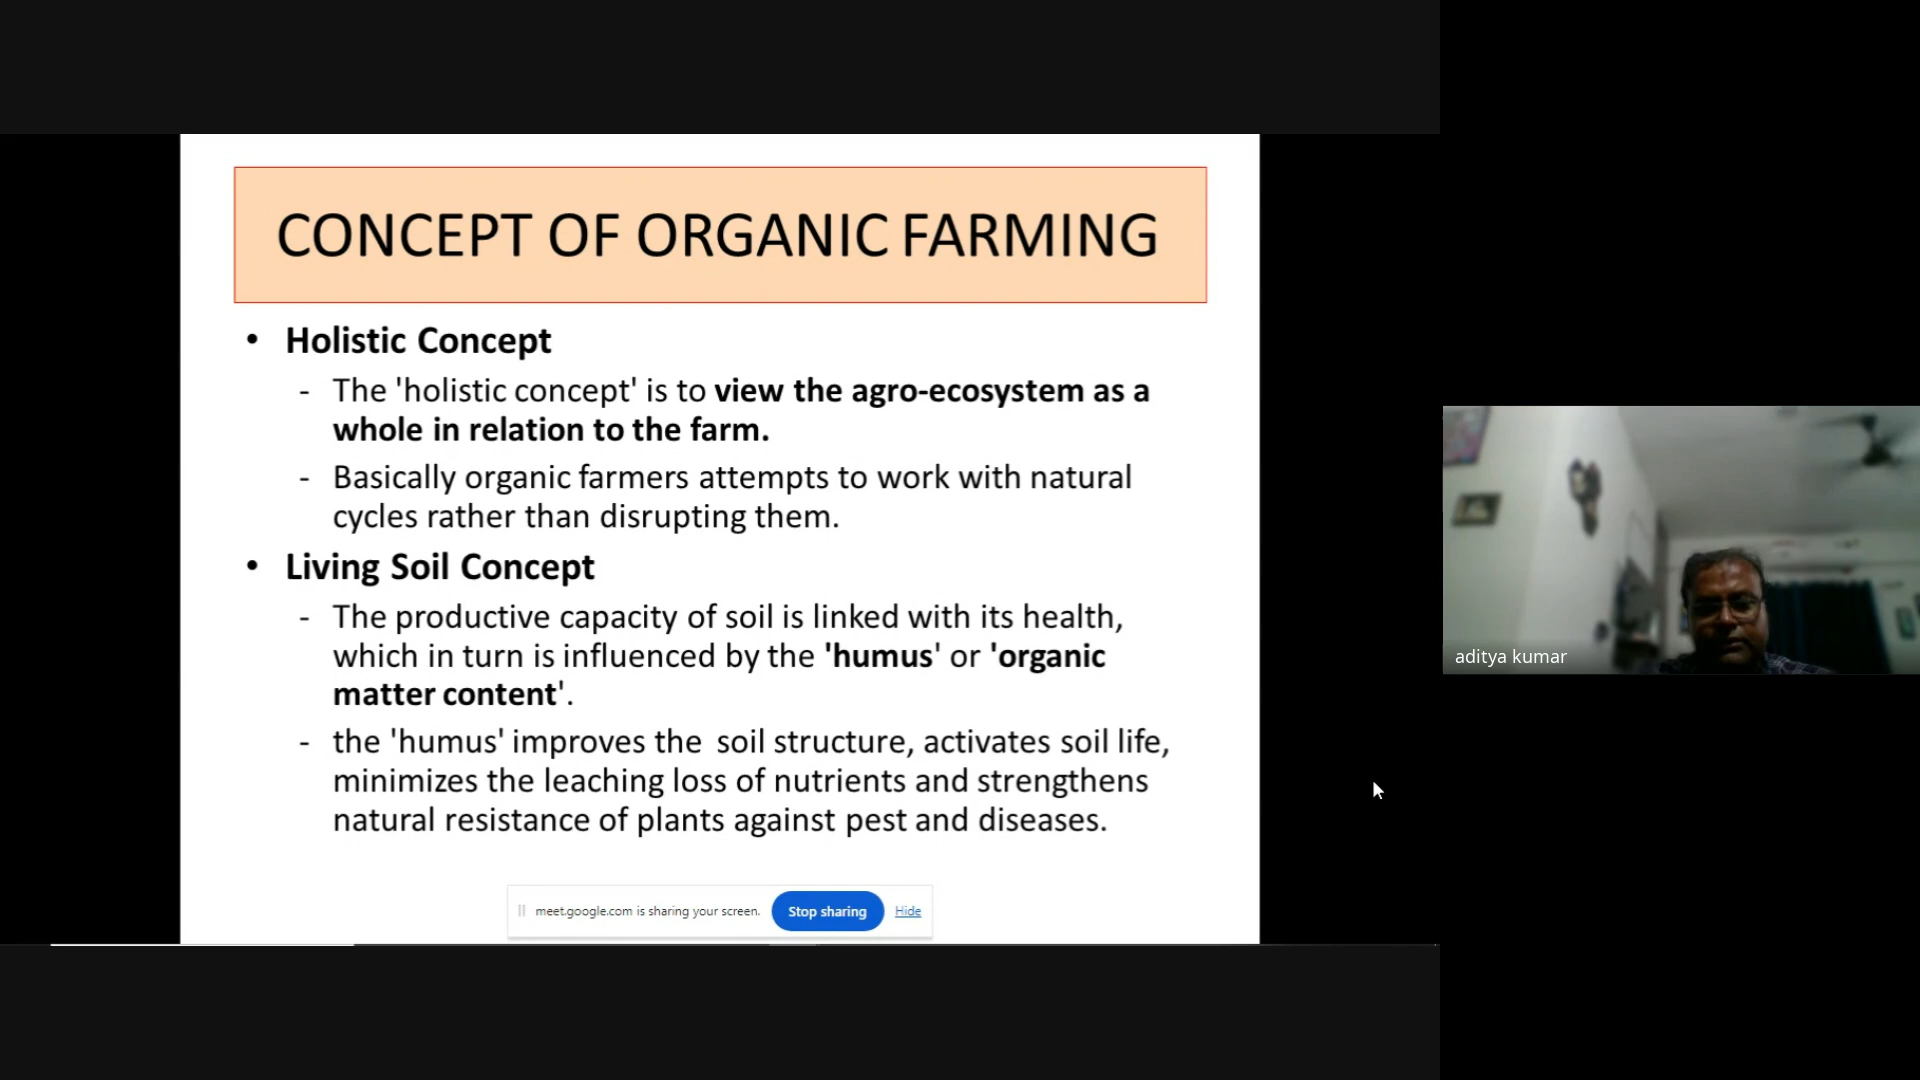 CONCEPT OF ORGANIC FARMING
• Holistic Concept
- The 'holistic concept' is to view the agro-ecosystem as a
whole in relation to the farm.
- Basically organic farmers attempts to work with natural
cycles rather than disrupting them.
• Living Soil Concept
- The productive capacity of soil is linked with its health,
which in turn is influenced by the 'humus' or 'organic
matter content'.
- the 'humus' improves the soil structure, activates soil life,
minimizes the leaching loss of nutrients and strengthens
natural resistance of plants against pest and diseases.
meet.google.com is sharing your screen. Stop sharing Hide
aditya kumar